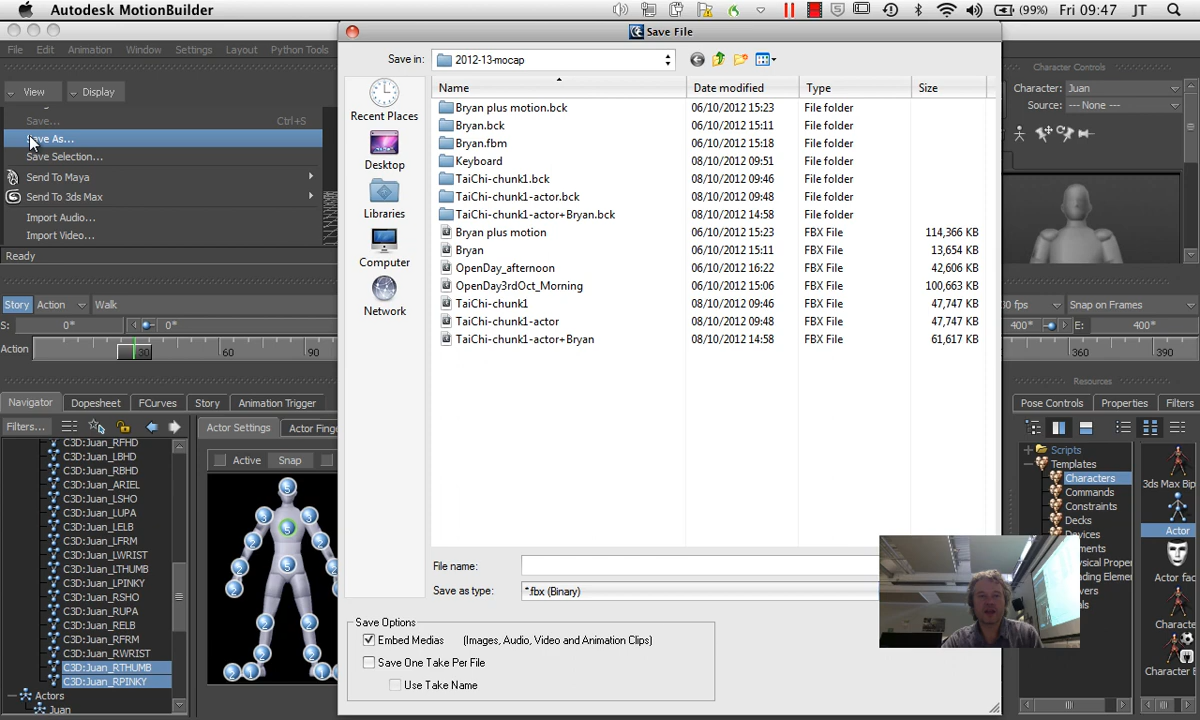 Autodesk MotionBuilder
(99%) Fri 09:47 JT
File Edit Animation Window Settings Layout Python Tools
View Display
Save... Ctrl+S
Save As...
Save Selection...
Send To Maya
Send To 3ds Max
Import Audio...
Import Video...
Ready
Story Action Walk
S: 0* 0*
Action 30 60 90
Navigator Dopesheet FCurves Story Animation Trigger
Filters... Actor Settings Actor Fing
C3D:Juan_RFHD
C3D:Juan_LBHD
C3D:Juan_RBHD
C3D:Juan_ARIEL
C3D:Juan_LSHO
C3D:Juan_LUPA
C3D:Juan_LELB
C3D:Juan_LFRM
C3D:Juan_LWRIST
C3D:Juan_LTHUMB
C3D:Juan_LPINKY
C3D:Juan_RSHO
C3D:Juan_RUPA
C3D:Juan_RELB
C3D:Juan_RFRM
C3D:Juan_RWRIST
C3D:Juan_RTHUMB
C3D:Juan_RPINKY
Actors
Juan
Active Snap
Save File
Save in: 2012-13-mocap
Recent Places
Desktop
Libraries
Computer
Network
Name Date modified Type Size
Bryan plus motion.bck 06/10/2012 15:23 File folder
Bryan.bck 06/10/2012 15:11 File folder
Bryan.fbm 06/10/2012 15:18 File folder
Keyboard 08/10/2012 09:51 File folder
TaiChi-chunk1.bck 08/10/2012 09:46 File folder
TaiChi-chunk1-actor.bck 08/10/2012 09:48 File folder
TaiChi-chunk1-actor+Bryan.bck 08/10/2012 14:58 File folder
Bryan plus motion 06/10/2012 15:23 FBX File 114,366 KB
Bryan 06/10/2012 15:11 FBX File 13,654 KB
OpenDay_afternoon 06/10/2012 16:22 FBX File 42,606 KB
OpenDay3rdOct_Morning 06/10/2012 15:06 FBX File 100,663 KB
TaiChi-chunk1 08/10/2012 09:46 FBX File 47,747 KB
TaiChi-chunk1-actor 08/10/2012 09:48 FBX File 47,747 KB
TaiChi-chunk1-actor+Bryan 08/10/2012 14:58 FBX File 61,617 KB
File name:
Save as type: *.fbx (Binary)
Save Options
Embed Medias (Images, Audio, Video and Animation Clips)
Save One Take Per File
Use Take Name
Character Controls
Character: Juan
Source: --- None ---
fps Snap on Frames
400* E: 400*
360 390
Resources
Pose Controls Properties Filters
Scripts
Templates
Characters
Commands
Constraints
Decks
3ds Max Bip
Actor
Actor fac
Characte
Character E